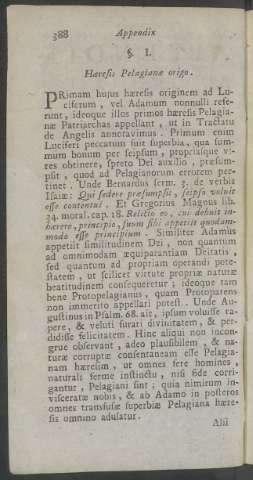 388 Appendix
§. I.
Hæresis Pelagianæ origo.
PRimam hujus hæresis originem ad Lu-
ciferum, vel Adamum nonnulli refe-
runt, ideoque illos primos hæresis Pelagia-
næ Patriarchas appellant, ut in Tractatu
de Angelis annotavimus. Primum enim
Luciferi peccatum fuit superbia, qua sum-
mum bonum per seipsum, propriasque vi-
res obtinere, spreto Dei auxilio, præsum-
psit, quod ad Pelagianorum errorem per-
tinet. Unde Bernardus serm. 3. de verbis
Isaiæ: Qui sedere præsumpsit, seipso voluit
esse contentus. Et Gregorius Magnus lib.
34. moral. cap. 18. Relicto eo, cui debuit in-
hærere, principio, suum sibi appetiit quodam-
modo esse principium. Similiter Adamus
appetiit similitudinem Dei, non quantum
ad omnimodam æquiparantiam Deitatis,
sed quantum ad propriam operandi pote-
statem, ut scilicet virtute propriæ naturæ
beatitudinem consequeretur; ideoque tam
bene Protopelagianus, quam Protoparens
non immerito appellari potest. Unde Au-
gustinus in Psalm. 68. ait, ipsum voluisse ra-
pere, & veluti furari divinitatem, & per-
didisse felicitatem. Hinc aliqui non incon-
grue observant, adeo plausibilem, & na-
turæ corruptæ consentaneam esse Pelagia-
nam hæresim, ut omnes fere homines,
naturali ferme instinctu, nisi fide corri-
gantur, Pelagiani sint; quia nimirum in-
visceratæ nobis, & ab Adamo in posteros
omnes transfusæ superbiæ Pelagiana hære-
sis omnino adulatur.
Alii